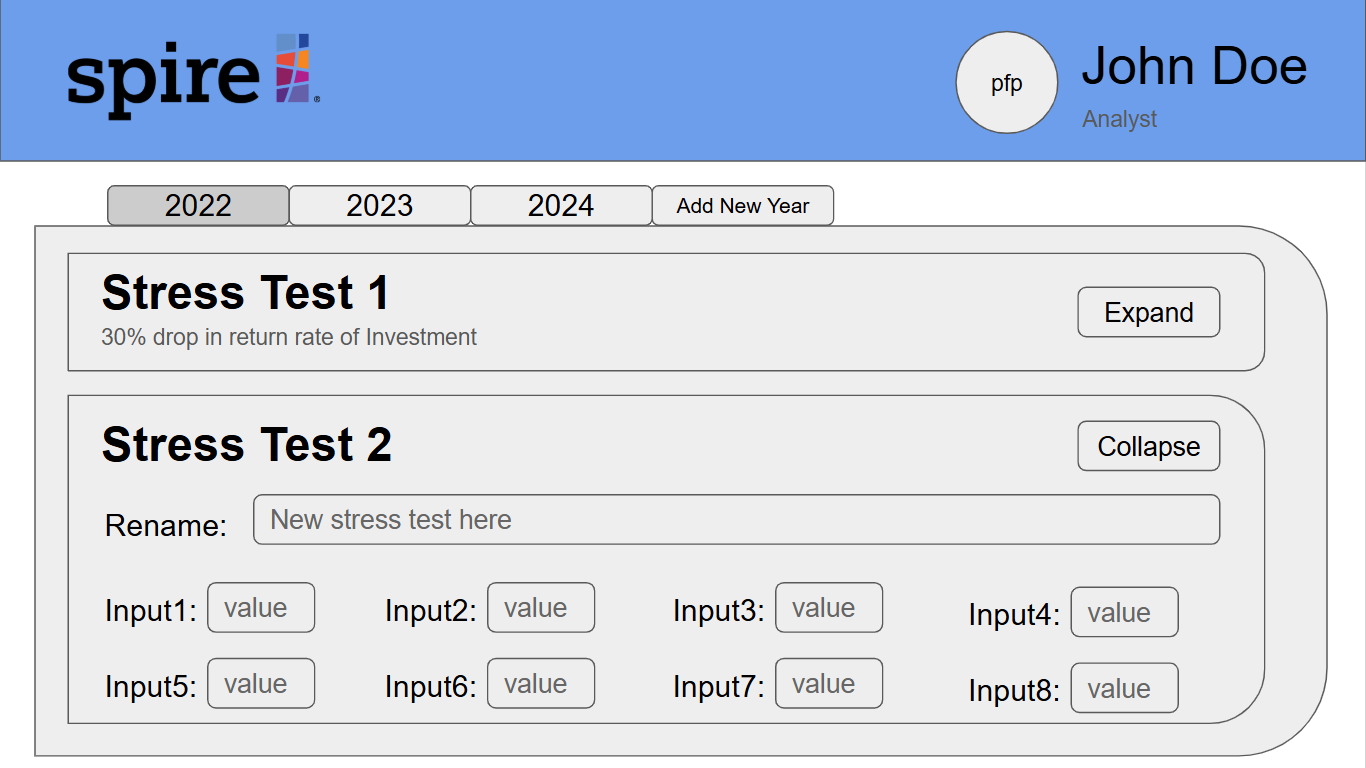 spire ®
pfp
John Doe
Analyst
2022 2023 2024 Add New Year
Stress Test 1
30% drop in return rate of Investment
Expand
Stress Test 2
Collapse
Rename: New stress test here
Input1: value Input2: value Input3: value Input4: value
Input5: value Input6: value Input7: value Input8: value